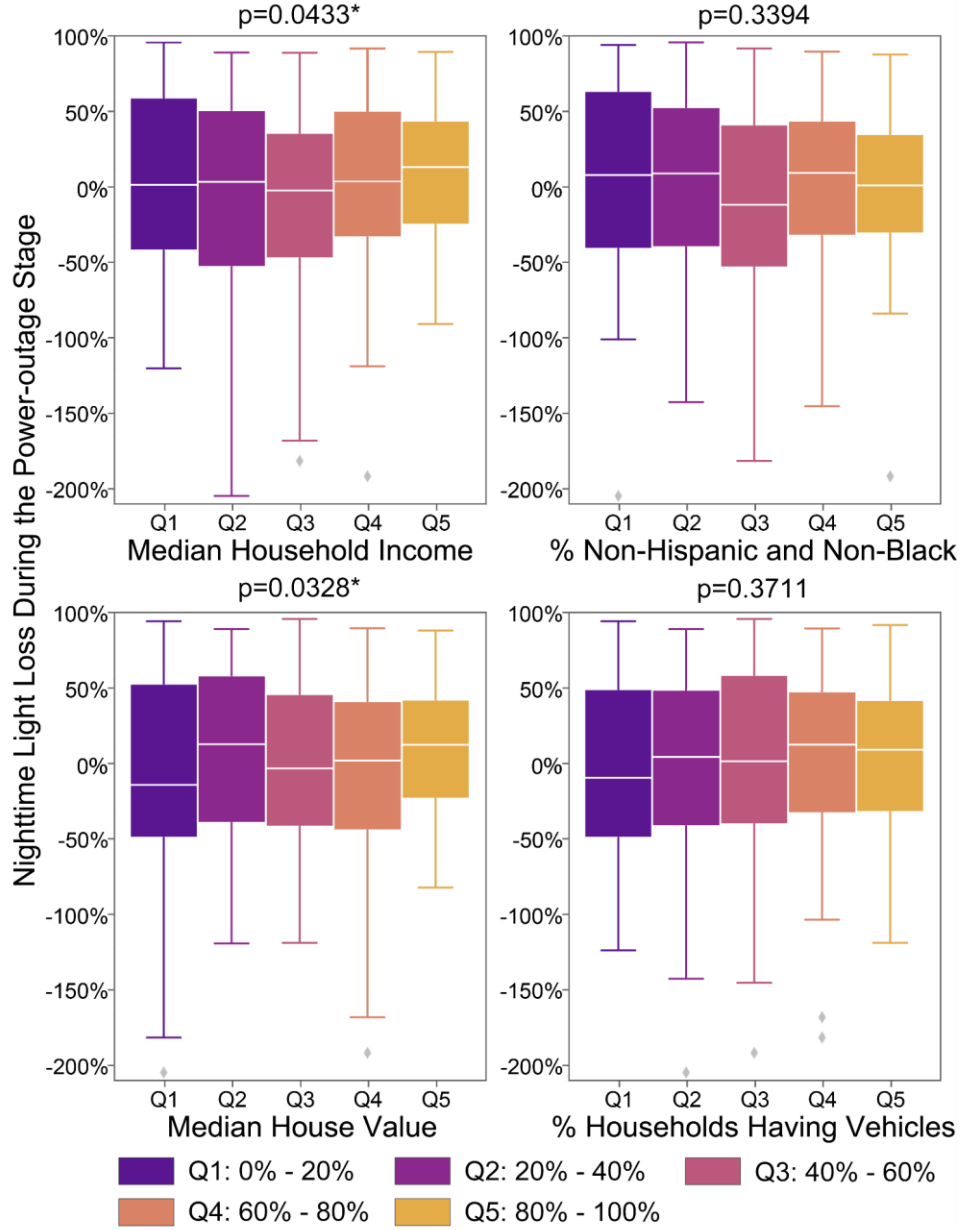 p=0.0433*
100%
50%
0%
-50%
-100%
-150%
-200%
Q1 Q2 Q3 Q4 Q5
Median Household Income
p=0.3394
100%
50%
0%
-50%
-100%
-150%
-200%
Q1 Q2 Q3 Q4 Q5
% Non-Hispanic and Non-Black
Nighttime Light Loss During the Power-outage Stage
p=0.0328*
100%
50%
0%
-50%
-100%
-150%
-200%
Q1 Q2 Q3 Q4 Q5
Median House Value
p=0.3711
100%
50%
0%
-50%
-100%
-150%
-200%
Q1 Q2 Q3 Q4 Q5
% Households Having Vehicles
Q1: 0% - 20% Q2: 20% - 40% Q3: 40% - 60%
Q4: 60% - 80% Q5: 80% - 100%